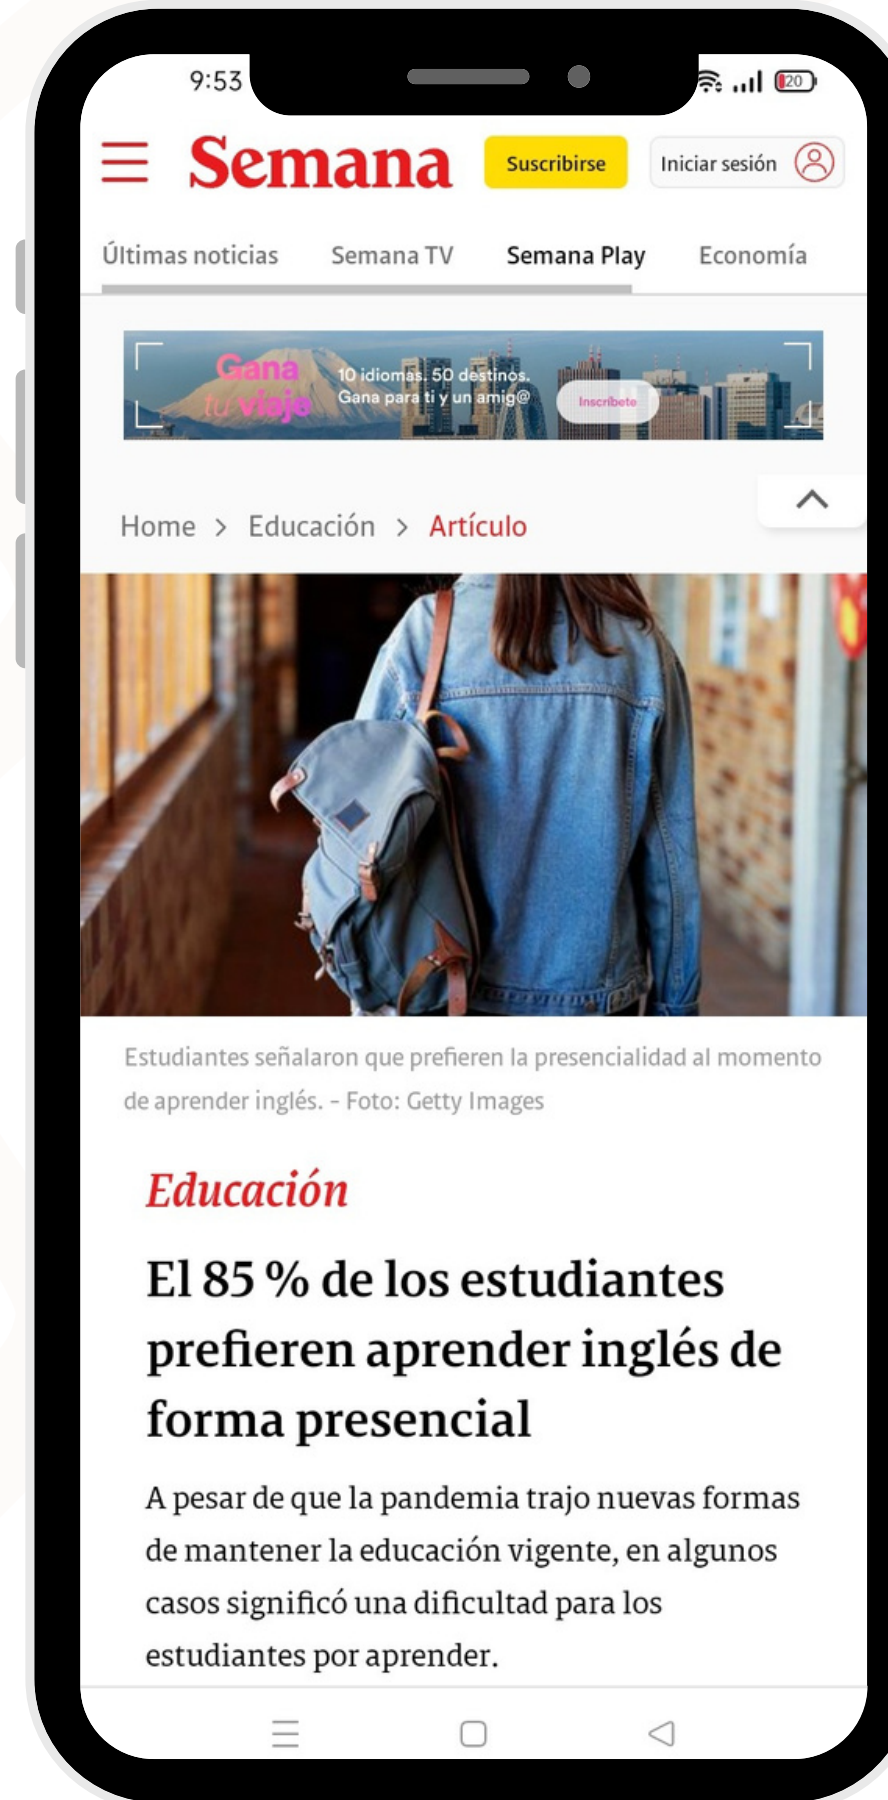 9:53
20
Semana
Suscribirse
Iniciar sesión
Últimas noticias
Semana TV
Semana Play
Economía
Gana
tu viaje
10 idiomas. 50 destinos.
Gana para ti y un amig@
Inscríbete
Home > Educación > Artículo
Estudiantes señalaron que prefieren la presencialidad al momento
de aprender inglés. - Foto: Getty Images
Educación
El 85 % de los estudiantes
prefieren aprender inglés de
forma presencial
A pesar de que la pandemia trajo nuevas formas
de mantener la educación vigente, en algunos
casos significó una dificultad para los
estudiantes por aprender.